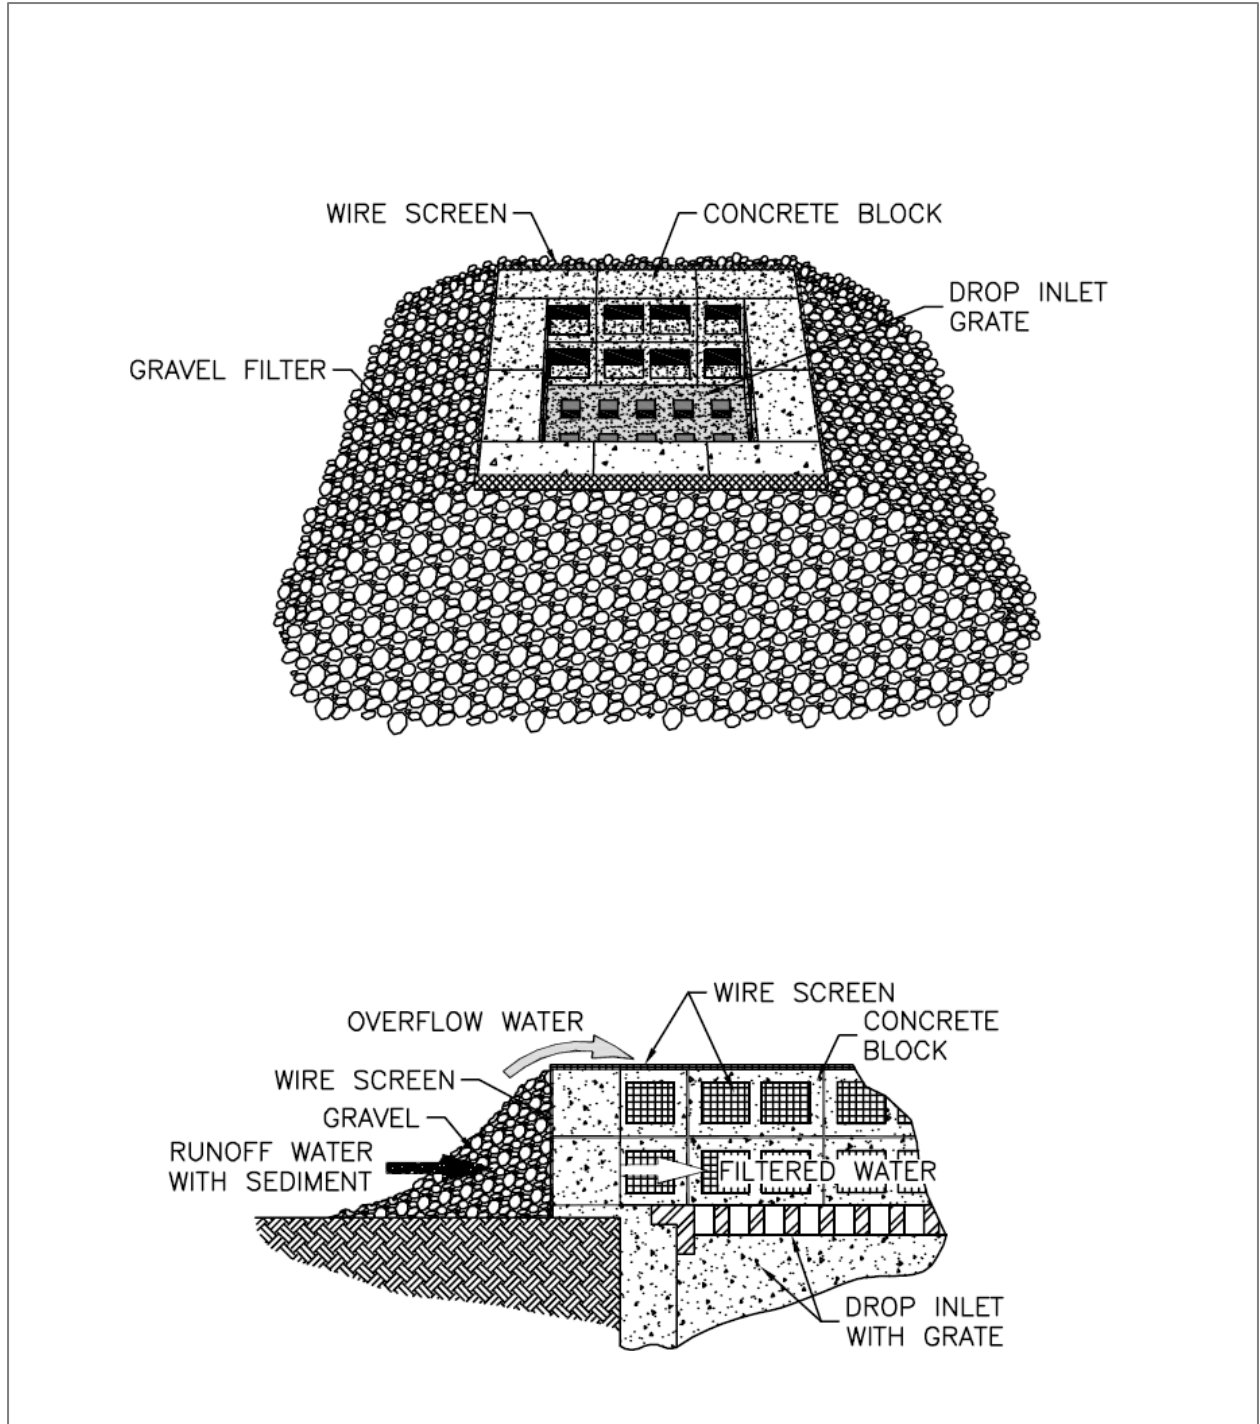 WIRE SCREEN
CONCRETE BLOCK
DROP INLET
GRATE
GRAVEL FILTER
WIRE SCREEN
OVERFLOW WATER
CONCRETE
BLOCK
WIRE SCREEN
GRAVEL
RUNOFF WATER
WITH SEDIMENT
FILTERED WATER
DROP INLET
WITH GRATE